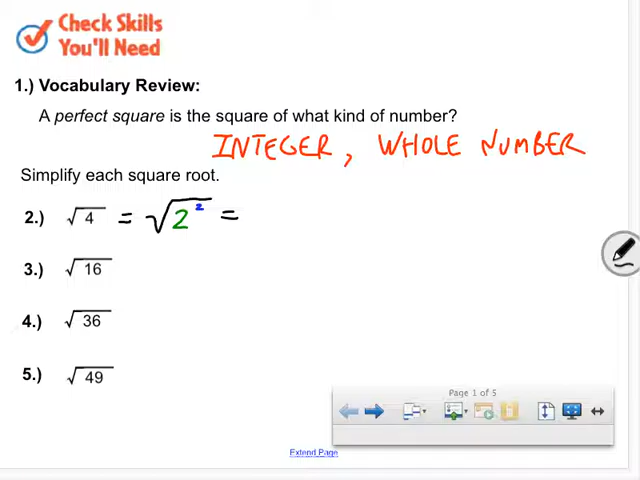 Check Skills
You'll Need
1.) Vocabulary Review:
A perfect square is the square of what kind of number?
INTEGER, WHOLE NUMBER
Simplify each square root.
2.) √4 = √2² =
3.) √16
4.) √36
5.) √49
Page 1 of 5
Extend Page